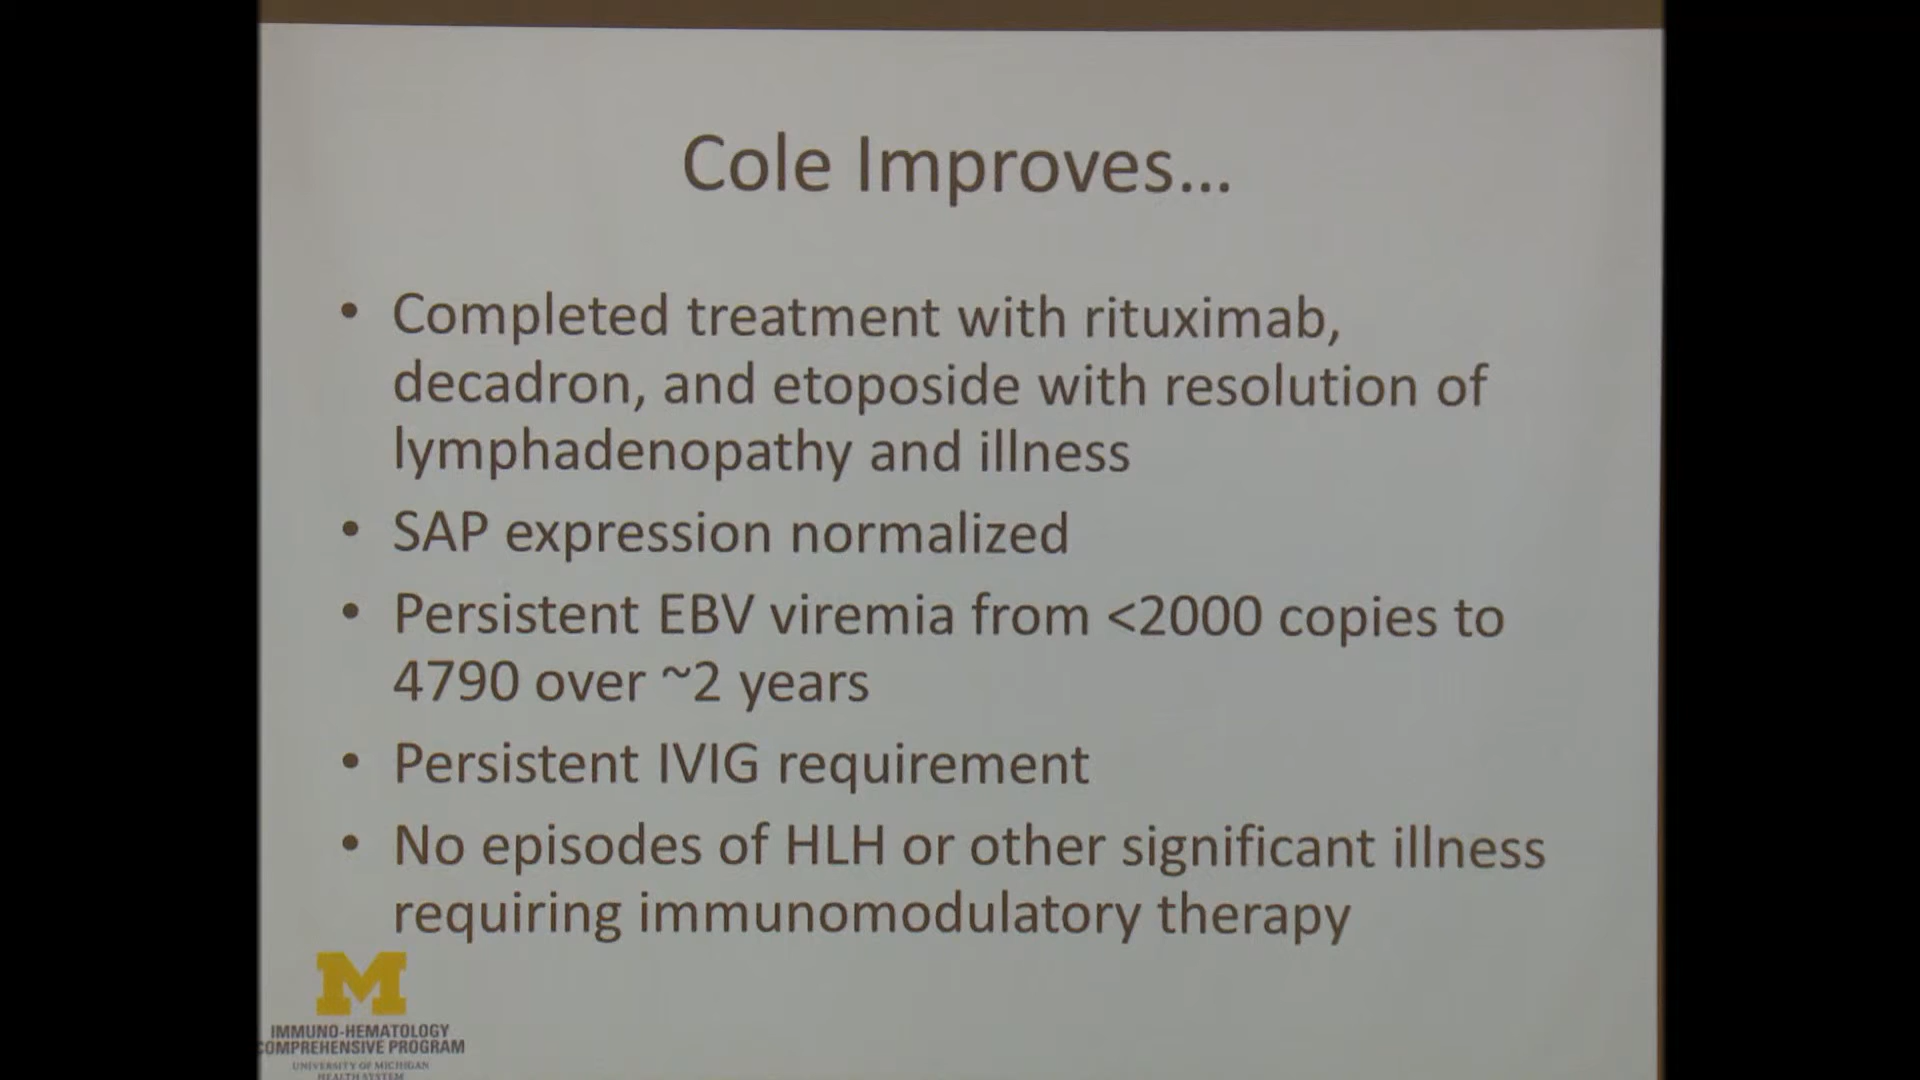 Cole Improves...
• Completed treatment with rituximab,
decadron, and etoposide with resolution of
lymphadenopathy and illness
• SAP expression normalized
• Persistent EBV viremia from <2000 copies to
4790 over ~2 years
• Persistent IVIG requirement
• No episodes of HLH or other significant illness
requiring immunomodulatory therapy
M
IMMUNO-HEMATOLOGY
COMPREHENSIVE PROGRAM
UNIVERSITY OF MICHIGAN
HEALTH SYSTEM